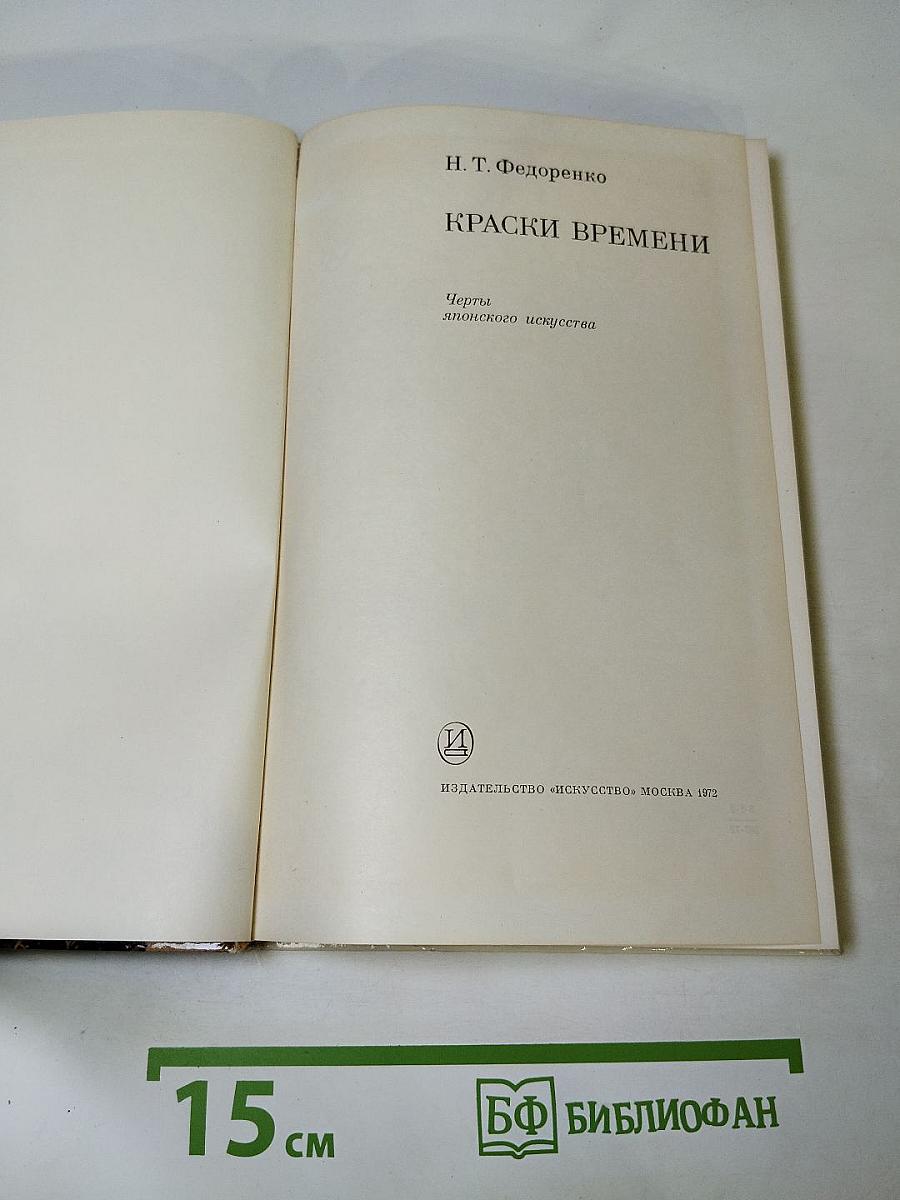 Н. Т. Федоренко
КРАСКИ ВРЕМЕНИ
Черты
японского искусства
И
ИЗДАТЕЛЬСТВО «ИСКУССТВО» МОСКВА 1972
15 см
БФ БИБЛИОФАН